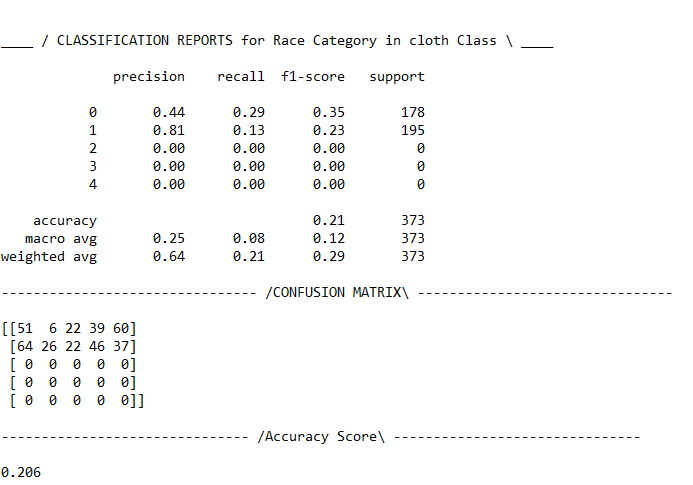 ____ / CLASSIFICATION REPORTS for Race Category in cloth Class \ ____
precision recall f1-score support
0 0.44 0.29 0.35 178
1 0.81 0.13 0.23 195
2 0.00 0.00 0.00 0
3 0.00 0.00 0.00 0
4 0.00 0.00 0.00 0
accuracy 0.21 373
macro avg 0.25 0.08 0.12 373
weighted avg 0.64 0.21 0.29 373
-------------------------------- /CONFUSION MATRIX\ --------------------------------
[[51 6 22 39 60]
[64 26 22 46 37]
[ 0 0 0 0 0]
[ 0 0 0 0 0]
[ 0 0 0 0 0]]
------------------------------- /Accuracy Score\ -------------------------------
0.206